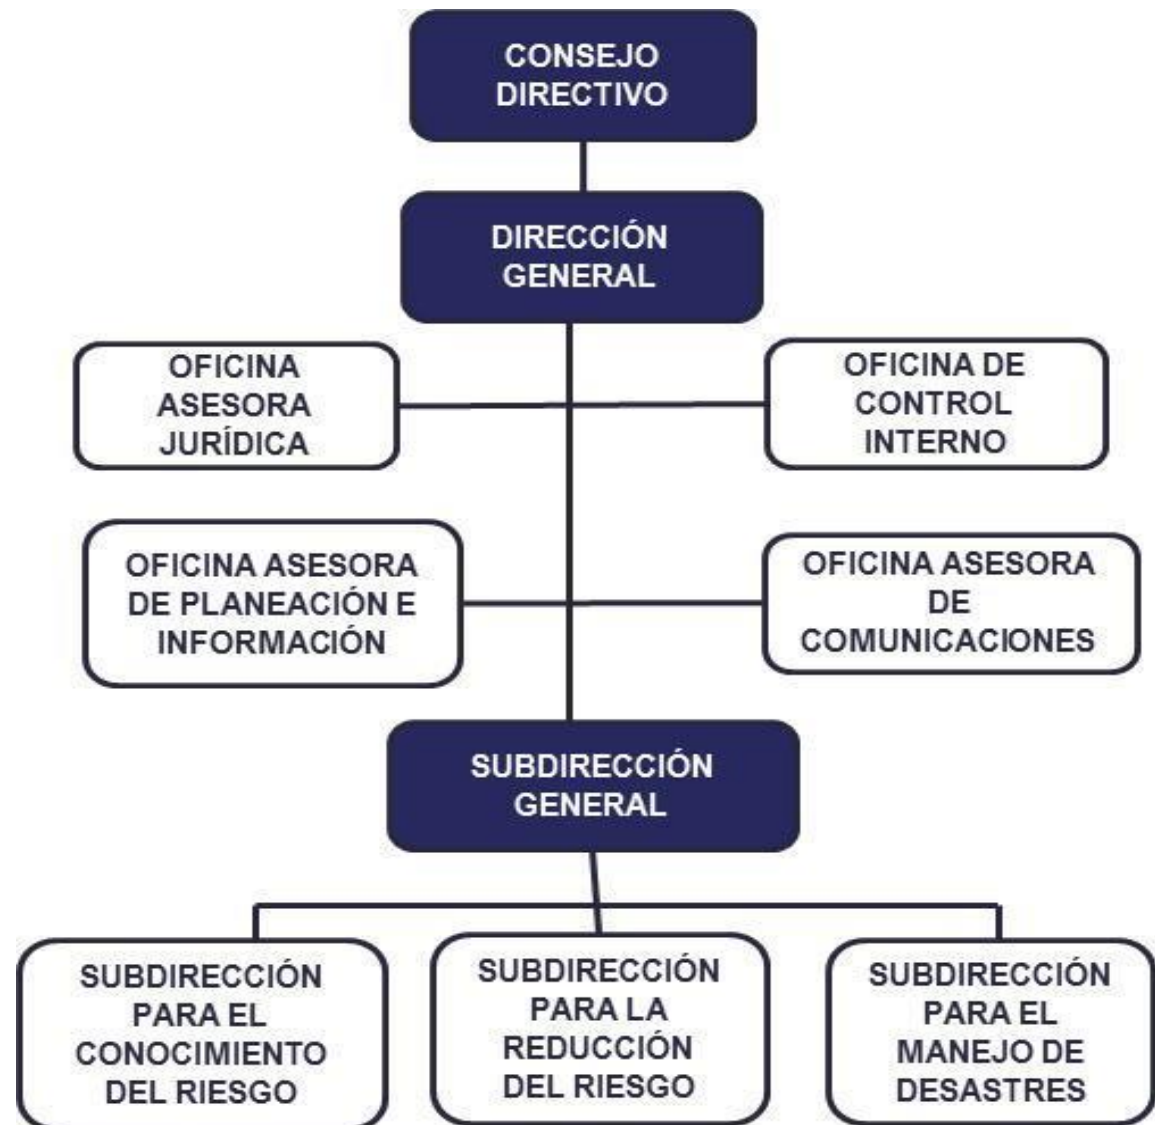 CONSEJO
DIRECTIVO
DIRECCIÓN
GENERAL
OFICINA
ASESORA
JURÍDICA
OFICINA DE
CONTROL
INTERNO
OFICINA ASESORA
DE PLANEACIÓN E
INFORMACIÓN
OFICINA ASESORA
DE
COMUNICACIONES
SUBDIRECCIÓN
GENERAL
SUBDIRECCIÓN
PARA EL
CONOCIMIENTO
DEL RIESGO
SUBDIRECCIÓN
PARA LA
REDUCCIÓN
DEL RIESGO
SUBDIRECCIÓN
PARA EL
MANEJO DE
DESASTRES